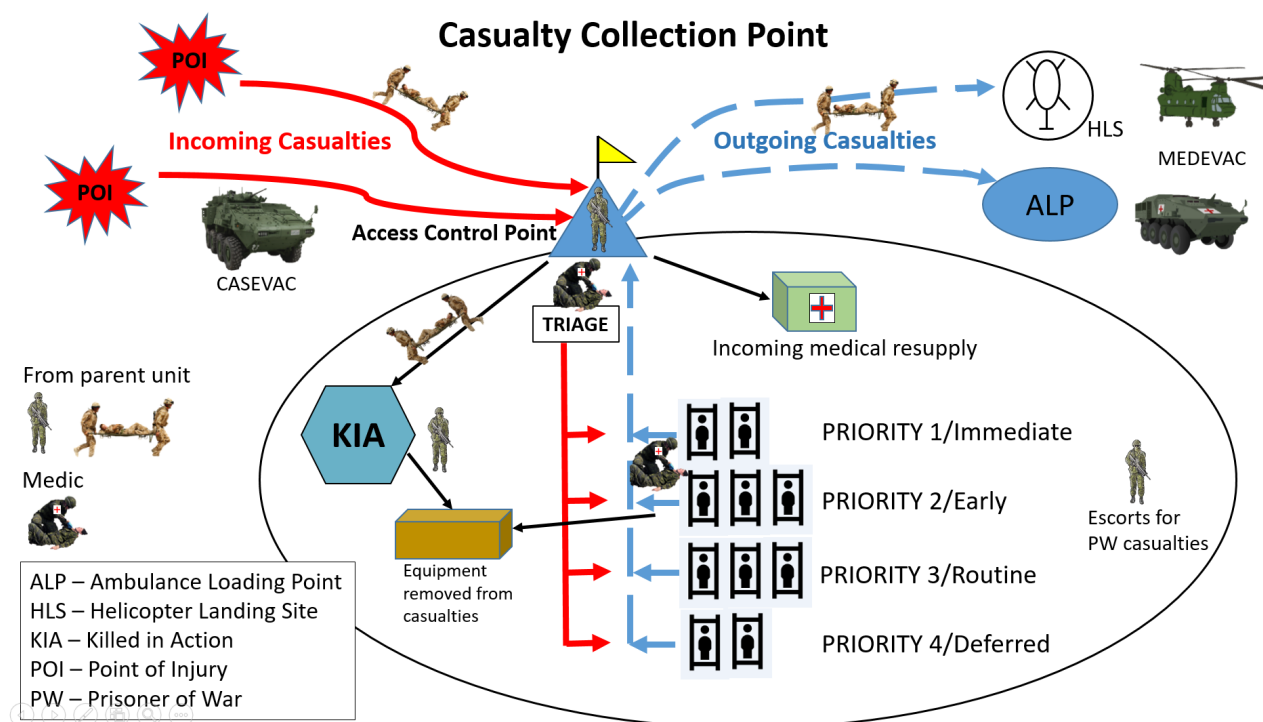 Casualty Collection Point
POI
Incoming Casualties
POI
CASEVAC
Access Control Point
Outgoing Casualties
HLS
MEDEVAC
ALP
TRIAGE
Incoming medical resupply
From parent unit
Medic
KIA
PRIORITY 1/Immediate
PRIORITY 2/Early
PRIORITY 3/Routine
PRIORITY 4/Deferred
Escorts for
PW casualties
Equipment
removed from
casualties
ALP – Ambulance Loading Point
HLS – Helicopter Landing Site
KIA – Killed in Action
POI – Point of Injury
PW – Prisoner of War